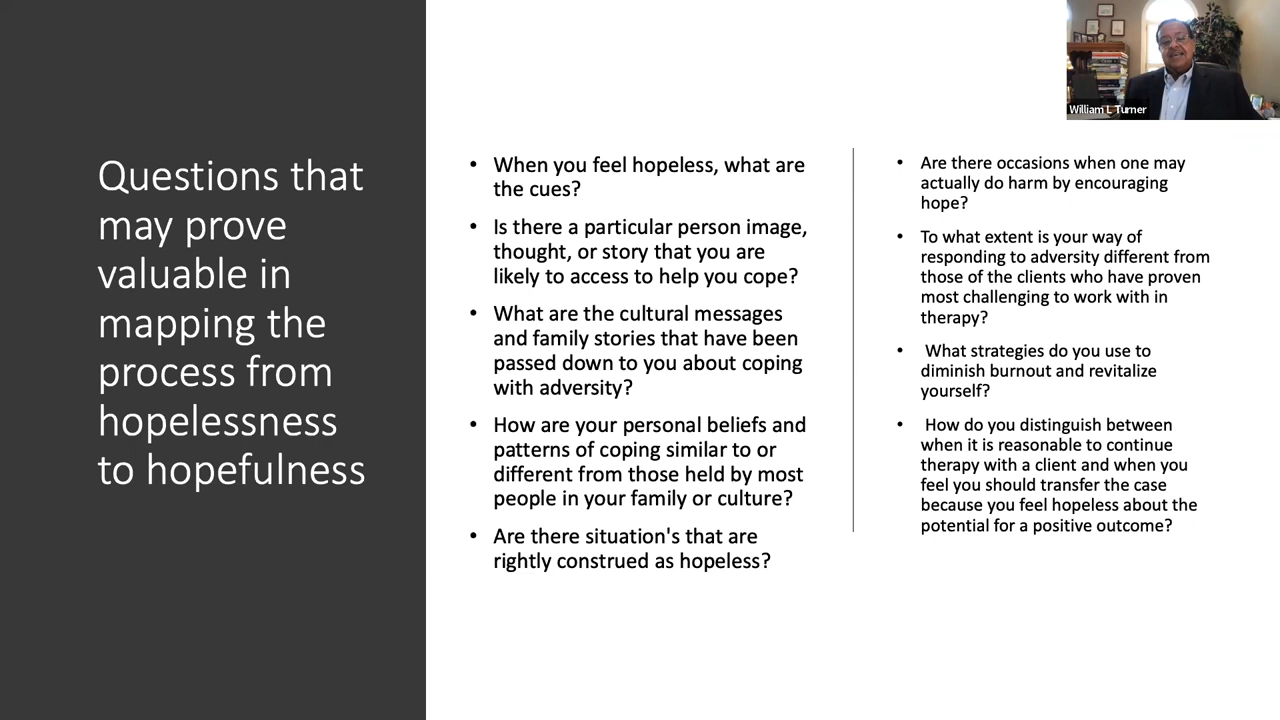 Questions that
may prove
valuable in
mapping the
process from
hopelessness
to hopefulness
• When you feel hopeless, what are
the cues?
• Is there a particular person image,
thought, or story that you are
likely to access to help you cope?
• What are the cultural messages
and family stories that have been
passed down to you about coping
with adversity?
• How are your personal beliefs and
patterns of coping similar to or
different from those held by most
people in your family or culture?
• Are there situation's that are
rightly construed as hopeless?
• Are there occasions when one may
actually do harm by encouraging
hope?
• To what extent is your way of
responding to adversity different from
those of the clients who have proven
most challenging to work with in
therapy?
• What strategies do you use to
diminish burnout and revitalize
yourself?
• How do you distinguish between
when it is reasonable to continue
therapy with a client and when you
feel you should transfer the case
because you feel hopeless about the
potential for a positive outcome?
William L Turner